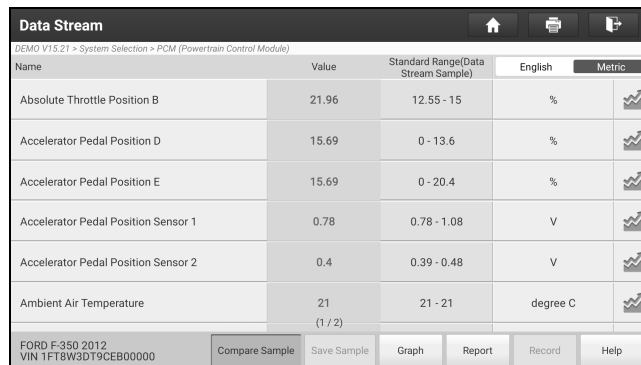 Data Stream
DEMO V15.21 > System Selection > PCM (Powertrain Control Module)
Name Value Standard Range(Data Stream Sample) English Metric
Absolute Throttle Position B 21.96 12.55 - 15 %
Accelerator Pedal Position D 15.69 0 - 13.6 %
Accelerator Pedal Position E 15.69 0 - 20.4 %
Accelerator Pedal Position Sensor 1 0.78 0.78 - 1.08 V
Accelerator Pedal Position Sensor 2 0.4 0.39 - 0.48 V
Ambient Air Temperature 21 21 - 21 degree C
(1 / 2)
FORD F-350 2012
VIN 1FT8W3DT9CEB00000
Compare Sample Save Sample Graph Report Record Help